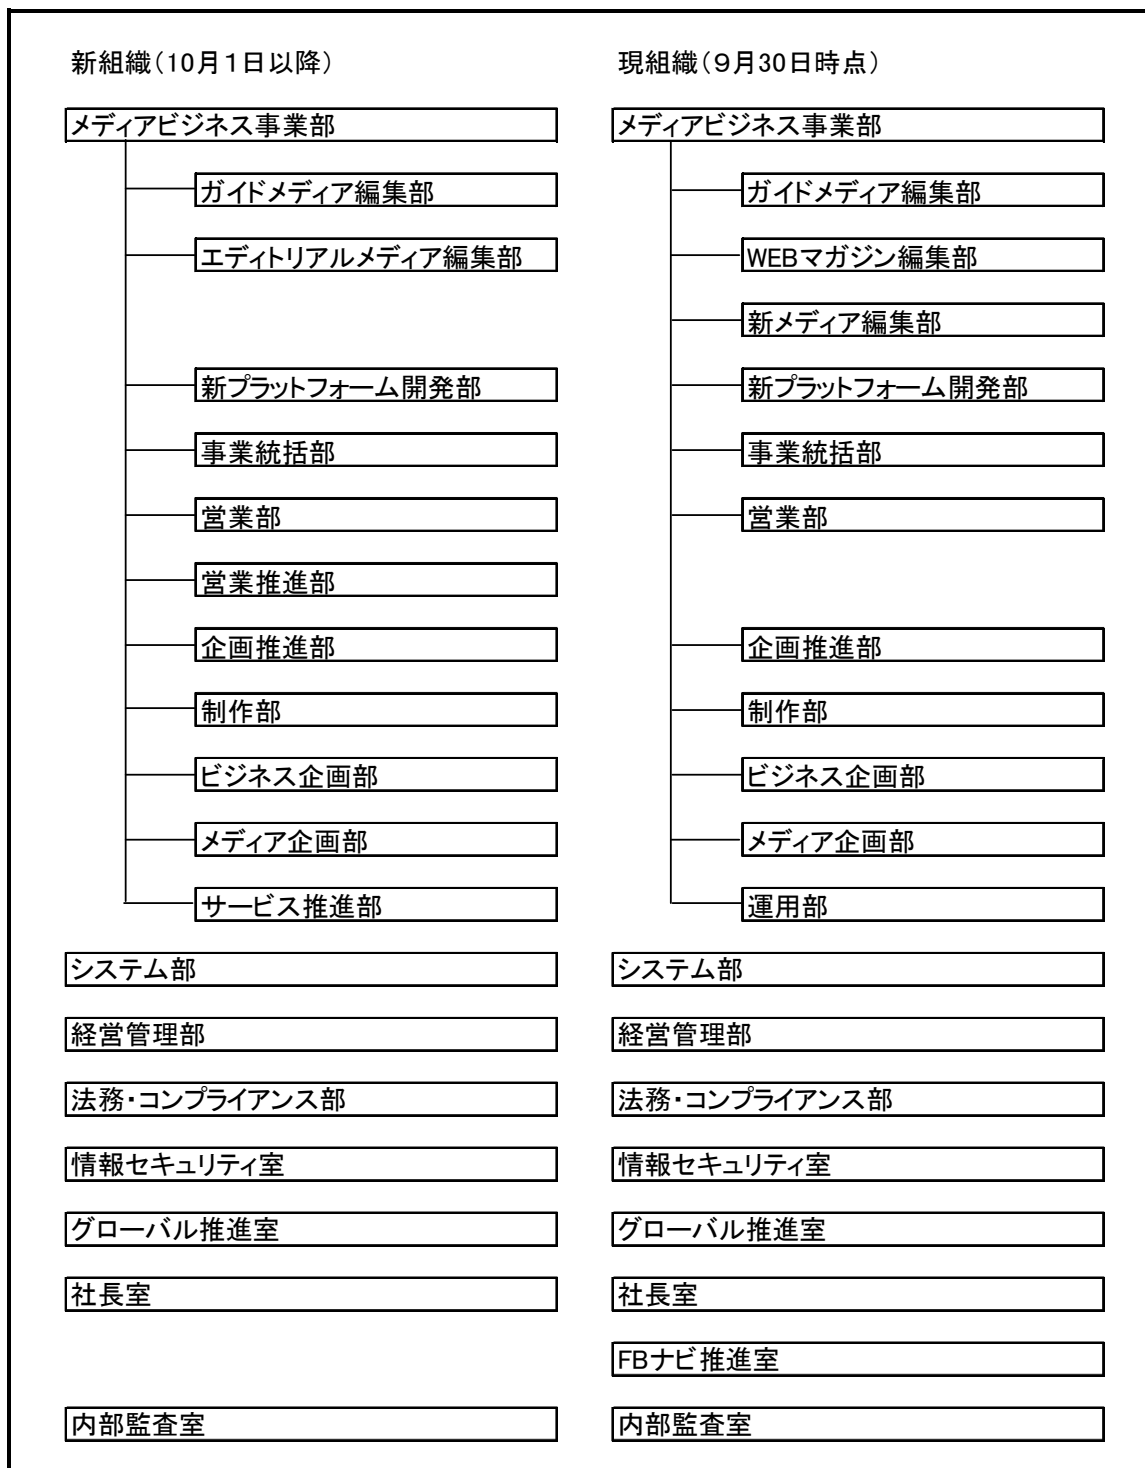 新組織（10月１日以降）
現組織（９月30日時点）
メディアビジネス事業部
メディアビジネス事業部
ガイドメディア編集部
ガイドメディア編集部
エディトリアルメディア編集部
WEBマガジン編集部
新メディア編集部
新プラットフォーム開発部
新プラットフォーム開発部
事業統括部
事業統括部
営業部
営業部
営業推進部
企画推進部
企画推進部
制作部
制作部
ビジネス企画部
ビジネス企画部
メディア企画部
メディア企画部
サービス推進部
運用部
システム部
システム部
経営管理部
経営管理部
法務・コンプライアンス部
法務・コンプライアンス部
情報セキュリティ室
情報セキュリティ室
グローバル推進室
グローバル推進室
社長室
社長室
FBナビ推進室
内部監査室
内部監査室